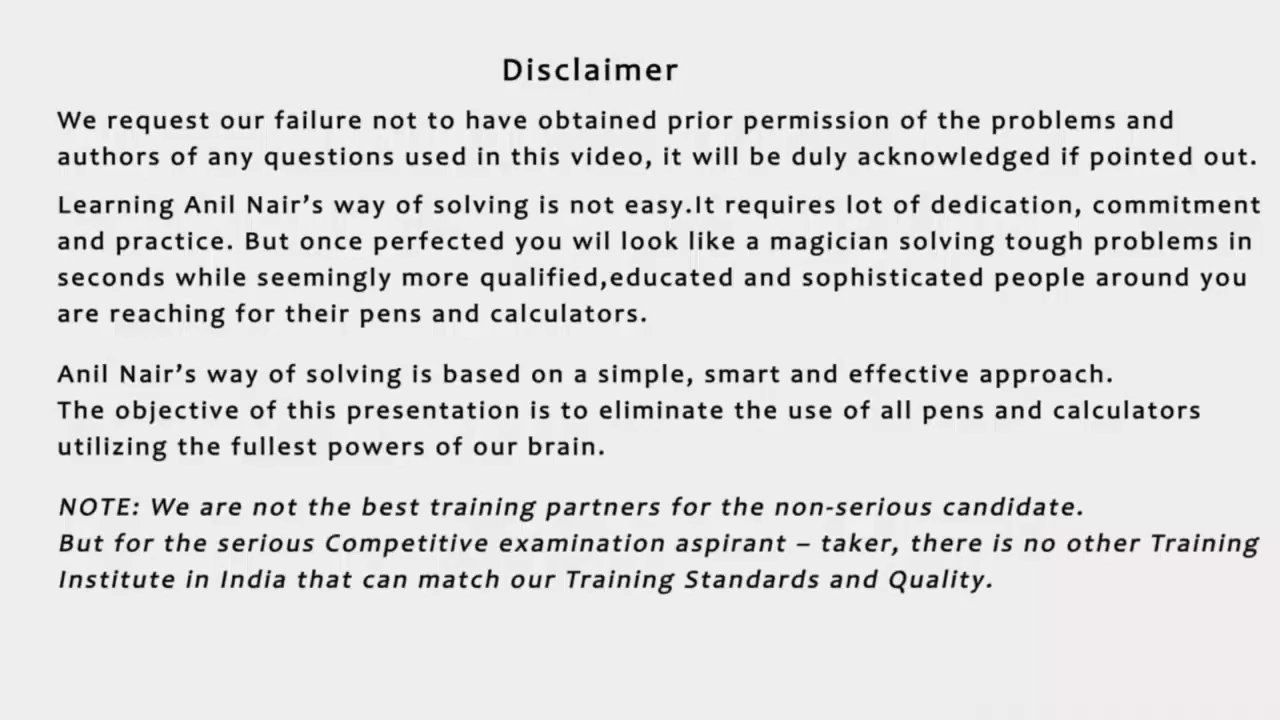 Disclaimer
We request our failure not to have obtained prior permission of the problems and
authors of any questions used in this video, it will be duly acknowledged if pointed out.
Learning Anil Nair’s way of solving is not easy.It requires lot of dedication, commitment
and practice. But once perfected you wil look like a magician solving tough problems in
seconds while seemingly more qualified,educated and sophisticated people around you
are reaching for their pens and calculators.
Anil Nair’s way of solving is based on a simple, smart and effective approach.
The objective of this presentation is to eliminate the use of all pens and calculators
utilizing the fullest powers of our brain.
NOTE: We are not the best training partners for the non-serious candidate.
But for the serious Competitive examination aspirant – taker, there is no other Training
Institute in India that can match our Training Standards and Quality.